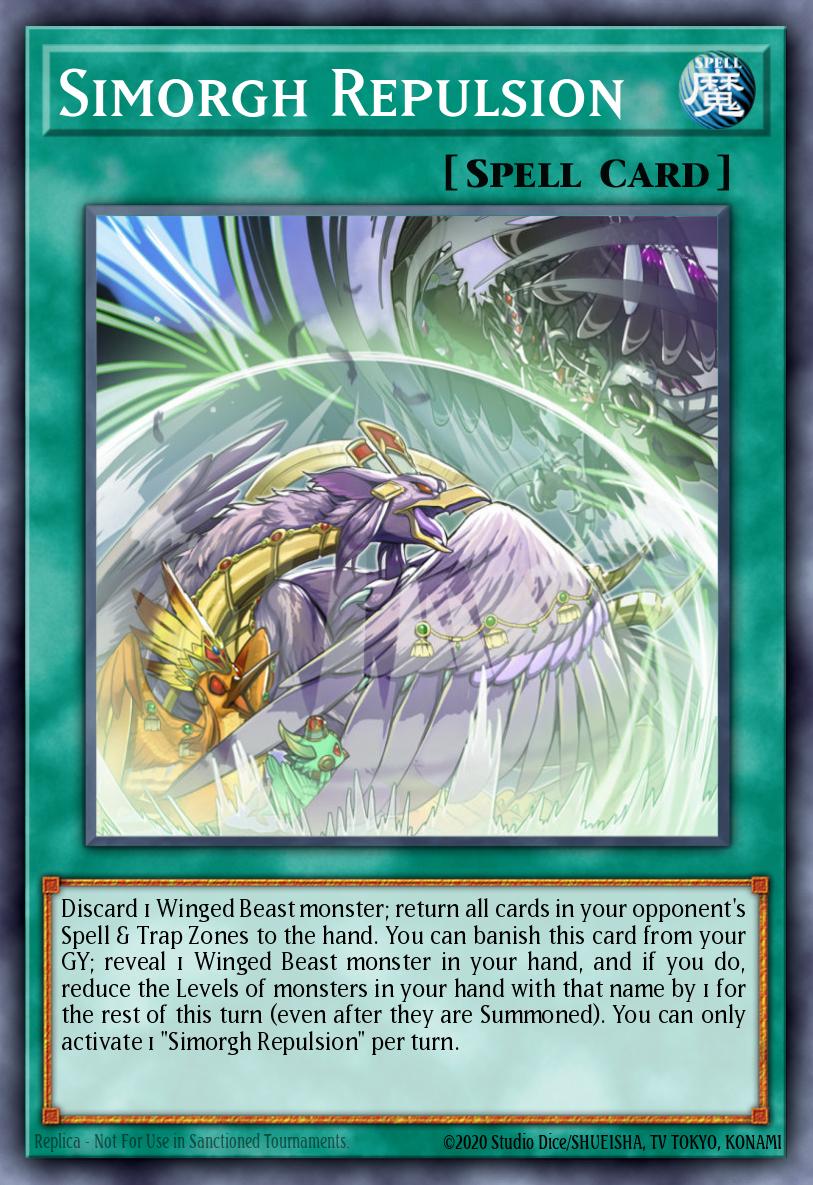 Simorgh Repulsion
SPELL
魔
[Spell Card]
Discard 1 Winged Beast monster; return all cards in your opponent's
Spell & Trap Zones to the hand. You can banish this card from your
GY; reveal 1 Winged Beast monster in your hand, and if you do,
reduce the Levels of monsters in your hand with that name by 1 for
the rest of this turn (even after they are Summoned). You can only
activate 1 "Simorgh Repulsion" per turn.
Replica - Not For Use in Sanctioned Tournaments.
©2020 Studio Dice/SHUEISHA, TV TOKYO, KONAMI